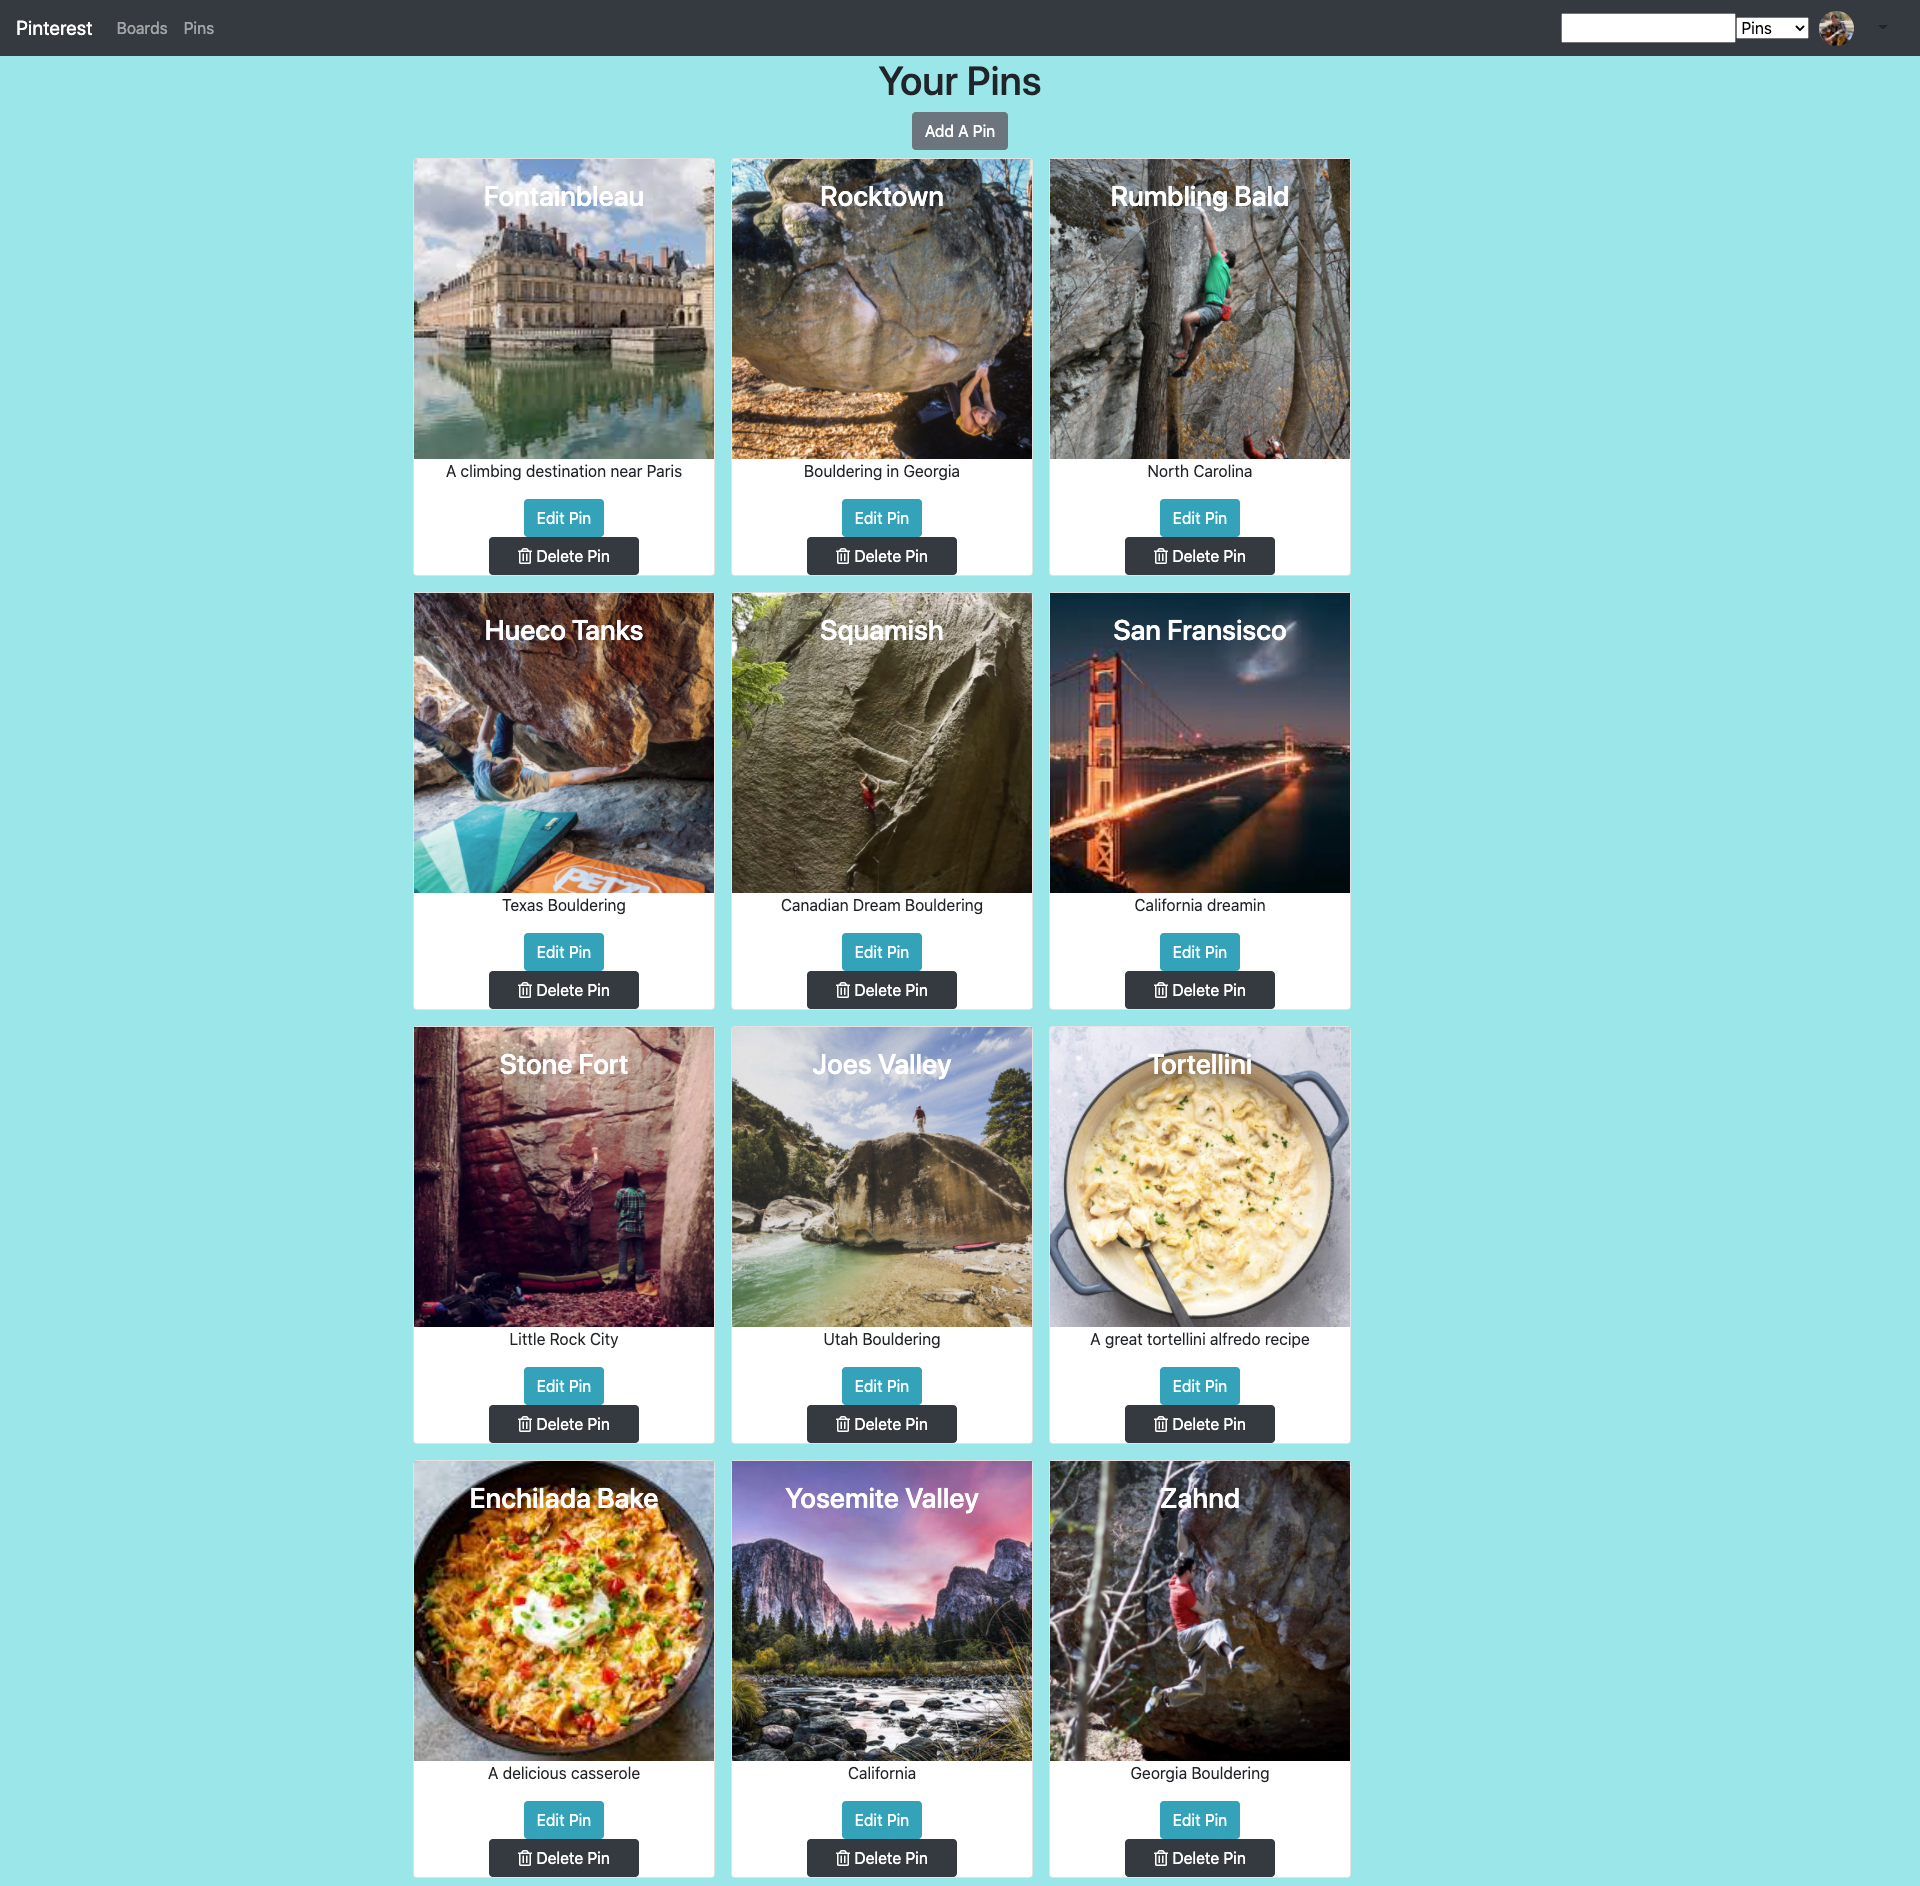 Pinterest Boards Pins Pins
Your Pins
Add A Pin
Fontainbleau
A climbing destination near Paris
Edit Pin
Delete Pin
Rocktown
Bouldering in Georgia
Edit Pin
Delete Pin
Rumbling Bald
North Carolina
Edit Pin
Delete Pin
Hueco Tanks
PETZL
Texas Bouldering
Edit Pin
Delete Pin
Squamish
Canadian Dream Bouldering
Edit Pin
Delete Pin
San Fransisco
California dreamin
Edit Pin
Delete Pin
Stone Fort
Little Rock City
Edit Pin
Delete Pin
Joes Valley
Utah Bouldering
Edit Pin
Delete Pin
Tortellini
A great tortellini alfredo recipe
Edit Pin
Delete Pin
Enchilada Bake
A delicious casserole
Edit Pin
Delete Pin
Yosemite Valley
California
Edit Pin
Delete Pin
Zahnd
Georgia Bouldering
Edit Pin
Delete Pin